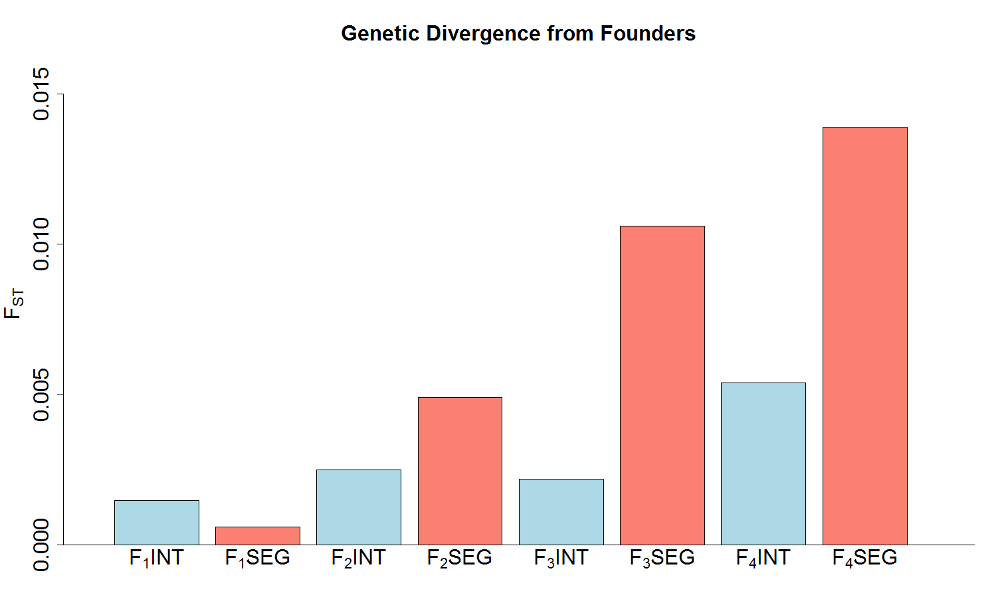 Genetic Divergence from Founders
0.015
0.010
0.005
0.000
F_ST
F₁INT F₁SEG F₂INT F₂SEG F₃INT F₃SEG F₄INT F₄SEG